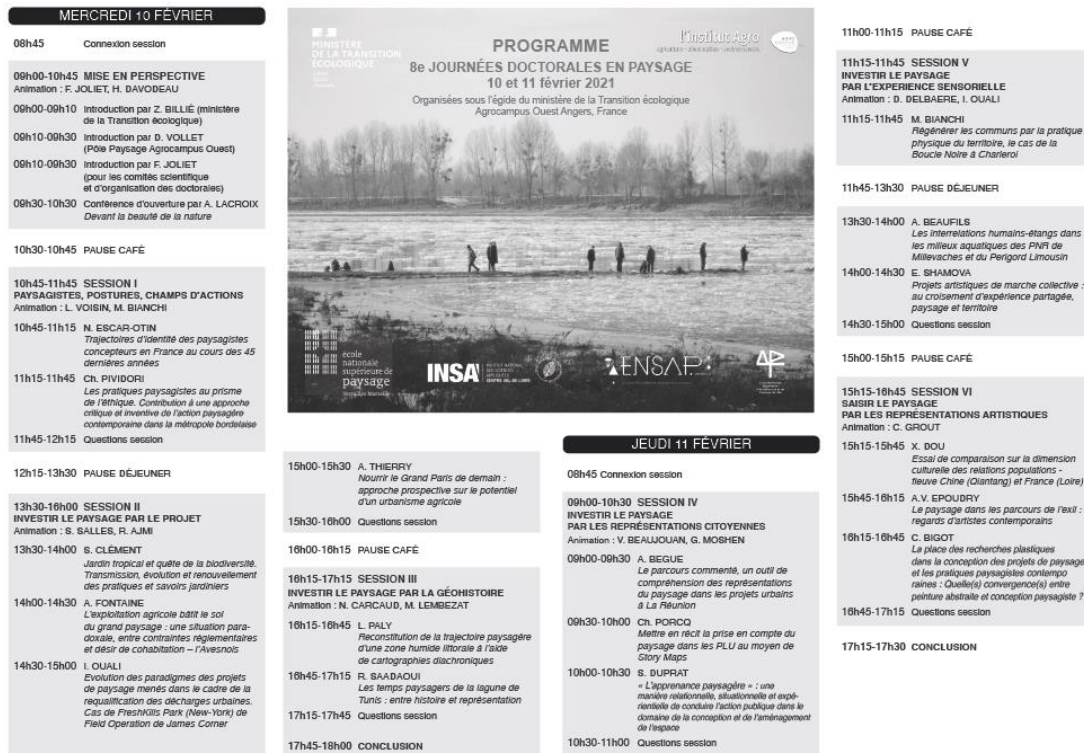 MERCREDI 10 FÉVRIER
08h45 Connexion session
09h00-10h45 MISE EN PERSPECTIVE
Animation : F. JOLIET, H. DAVODEAU
09h00-09h10 Introduction par Z. BILLIÉ (ministère
de la Transition écologique)
09h10-09h30 Introduction par D. VOLLET
(Pôle Paysage Agrocampus Ouest)
09h10-09h30 Introduction par F. JOLIET
(pour les comités scientifique
et d'organisation des doctorales)
09h30-10h30 Conférence d'ouverture par A. LACROIX
Devant la beauté de la nature
10h30-10h45 PAUSE CAFÉ
10h45-11h45 SESSION I
PAYSAGISTES, POSTURES, CHAMPS D'ACTIONS
Animation : L. VOISIN, M. BIANCHI
10h45-11h15 N. ESCAR-OTIN
Trajectoires d'identité des paysagistes
concepteurs en France au cours des 45
dernières années
11h15-11h45 Ch. PIVIDORI
Les pratiques paysagistes au prisme
de l'éthique. Contribution à une approche
critique et inventive de l'action paysagère
contemporaine dans la métropole bordelaise
11h45-12h15 Questions session
12h15-13h30 PAUSE DÉJEUNER
13h30-16h00 SESSION II
INVESTIR LE PAYSAGE PAR LE PROJET
Animation : S. SALLES, R. AJMI
13h30-14h00 S. CLÉMENT
Jardin tropical et quête de la biodiversité.
Transmission, évolution et renouvellement
des pratiques et savoirs jardiniers
14h00-14h30 A. FONTAINE
L'exploitation agricole bâtit le sol
du grand paysage : une situation para-
doxale, entre contraintes réglementaires
et désir de cohabitation – l'Avesnois
14h30-15h00 I. OUALI
Evolution des paradigmes des projets
de paysage menés dans le cadre de la
requalification des décharges urbaines.
Cas de FreshKills Park (New-York) de
Field Operation de James Corner
MINISTÈRE
DE LA TRANSITION
ÉCOLOGIQUE
l'institut Agro
PROGRAMME
8e JOURNÉES DOCTORALES EN PAYSAGE
10 et 11 février 2021
Organisées sous l'égide du ministère de la Transition écologique
Agrocampus Ouest Angers, France
école
nationale
supérieure de
paysage
INSA
CENTRE VAL DE LOIRE
ENSAP
15h00-15h30 A. THIERRY
Nourrir le Grand Paris de demain :
approche prospective sur le potentiel
d'un urbanisme agricole
15h30-16h00 Questions session
16h00-16h15 PAUSE CAFÉ
16h15-17h15 SESSION III
INVESTIR LE PAYSAGE PAR LA GÉOHISTOIRE
Animation : N. CARCAUD, M. LEMBEZAT
16h15-16h45 L. PALY
Reconstitution de la trajectoire paysagère
d'une zone humide littorale à l'aide
de cartographies diachroniques
16h45-17h15 R. SAADAOUI
Les temps paysagers de la lagune de
Tunis : entre histoire et représentation
17h15-17h45 Questions session
17h45-18h00 CONCLUSION
JEUDI 11 FÉVRIER
08h45 Connexion session
09h00-10h30 SESSION IV
INVESTIR LE PAYSAGE
PAR LES REPRÉSENTATIONS CITOYENNES
Animation : V. BEAUJOUAN, G. MOSHEN
09h00-09h30 A. BEGUE
Le parcours commenté, un outil de
compréhension des représentations
du paysage dans les projets urbains
à La Réunion
09h30-10h00 Ch. PORCQ
Mettre en récit la prise en compte du
paysage dans les PLU au moyen de
Story Maps
10h00-10h30 S. DUPRAT
« L'apprenance paysagère » : une
manière relationnelle, situationnelle et expé-
rientielle de conduire l'action publique dans le
domaine de la conception et de l'aménagement
de l'espace
10h30-11h00 Questions session
11h00-11h15 PAUSE CAFÉ
11h15-11h45 SESSION V
INVESTIR LE PAYSAGE
PAR L'EXPERIENCE SENSORIELLE
Animation : D. DELBAERE, I. OUALI
11h15-11h45 M. BIANCHI
Régénérer les communs par la pratique
physique du territoire, le cas de la
Boucle Noire à Charleroi
11h45-13h30 PAUSE DÉJEUNER
13h30-14h00 A. BEAUFILS
Les interrelations humains-étangs dans
les milieux aquatiques des PNR de
Millevaches et du Perigord Limousin
14h00-14h30 E. SHAMOVA
Projets artistiques de marche collective :
au croisement d'expérience partagée,
paysage et territoire
14h30-15h00 Questions session
15h00-15h15 PAUSE CAFÉ
15h15-16h45 SESSION VI
SAISIR LE PAYSAGE
PAR LES REPRÉSENTATIONS ARTISTIQUES
Animation : C. GROUT
15h15-15h45 X. DOU
Essai de comparaison sur la dimension
culturelle des relations populations -
fleuve Chine (Qiantang) et France (Loire)
15h45-16h15 A.V. EPOUDRY
Le paysage dans les parcours de l'exil :
regards d'artistes contemporains
16h15-16h45 C. BIGOT
La place des recherches plastiques
dans la conception des projets de paysage
et les pratiques paysagistes contempo
raines : Quelle(s) convergence(s) entre
peinture abstraite et conception paysagiste ?
16h45-17h15 Questions session
17h15-17h30 CONCLUSION